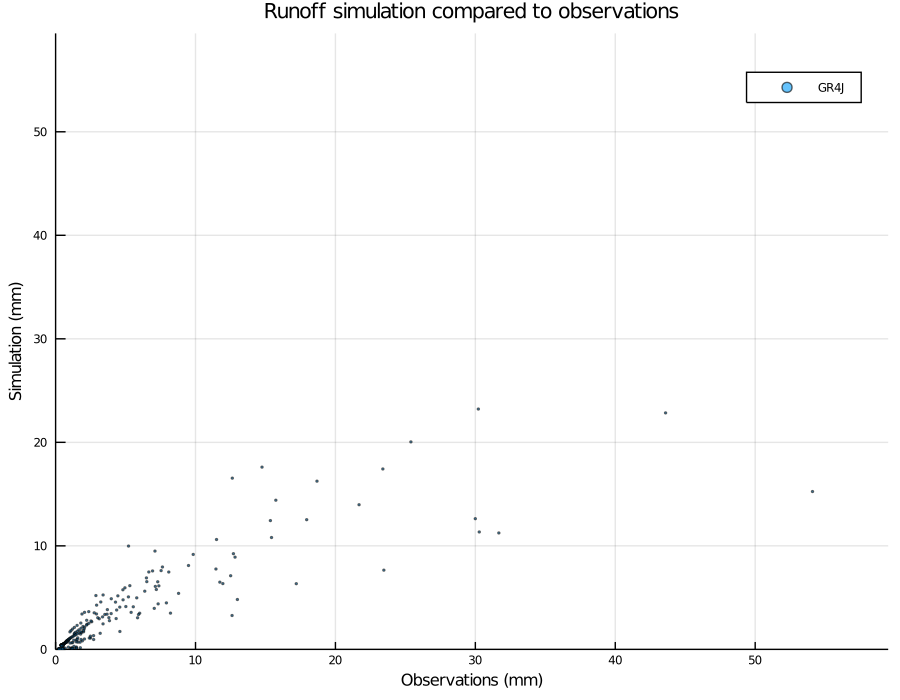 Runoff simulation compared to observations
GR4J
50
40
30
20
10
0
Simulation (mm)
0 10 20 30 40 50
Observations (mm)